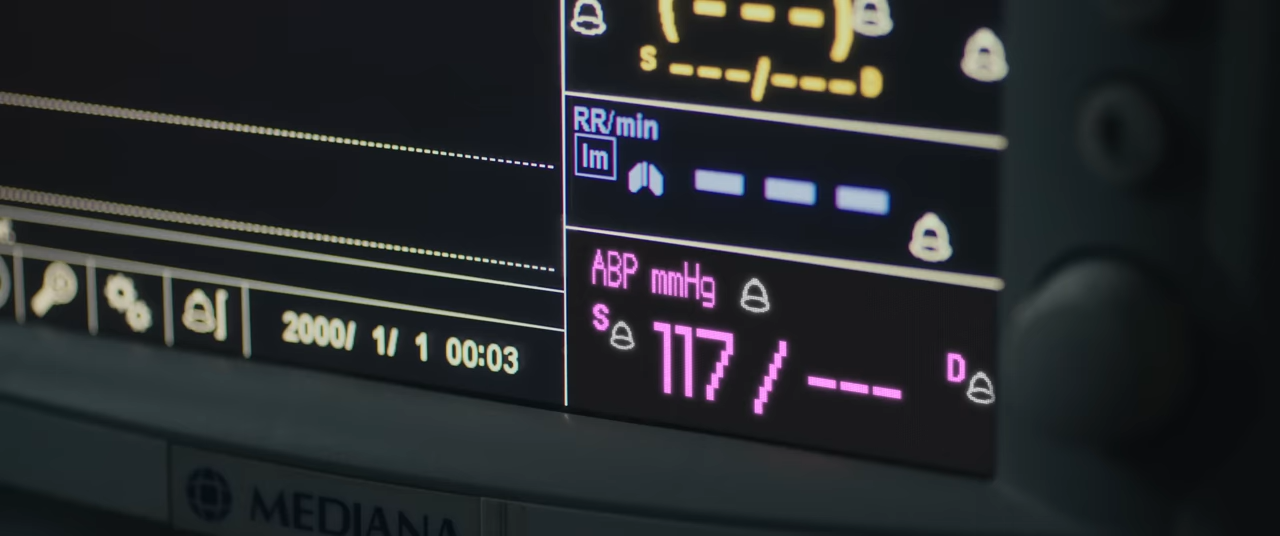 (---)
S ---/---D
RR/min
Im
---
ABP mmHg
S 117/--- D
2000/ 1/ 1 00:03
MEDIANA